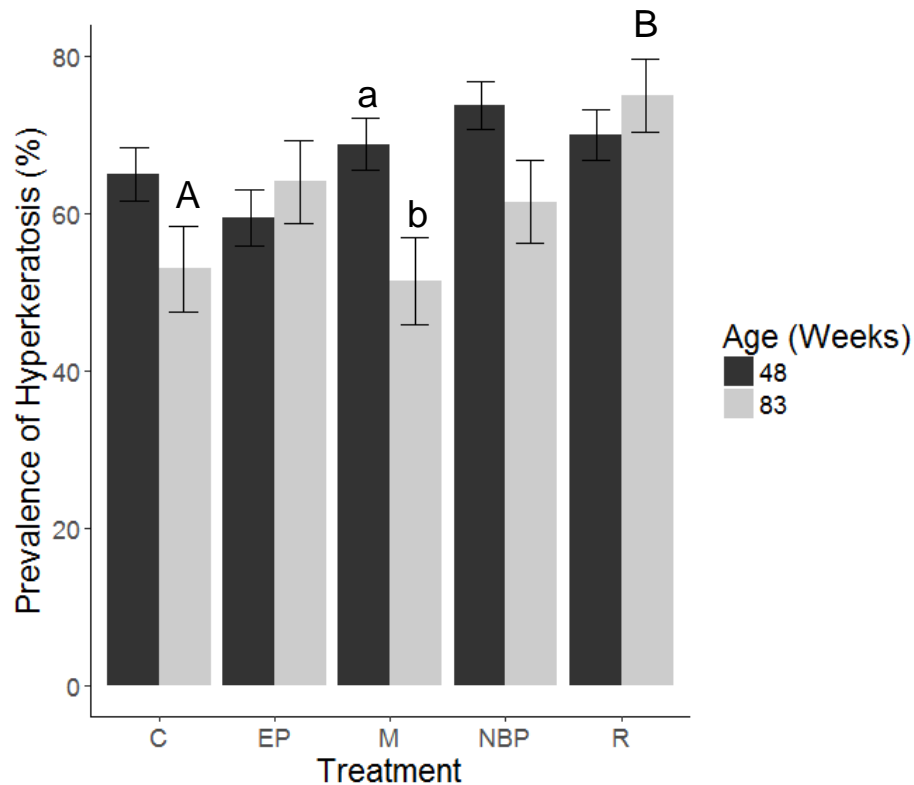 Prevalence of Hyperkeratosis (%)
80
60
40
20
0
A
a
b
B
C
EP
M
NBP
R
Treatment
Age (Weeks)
48
83